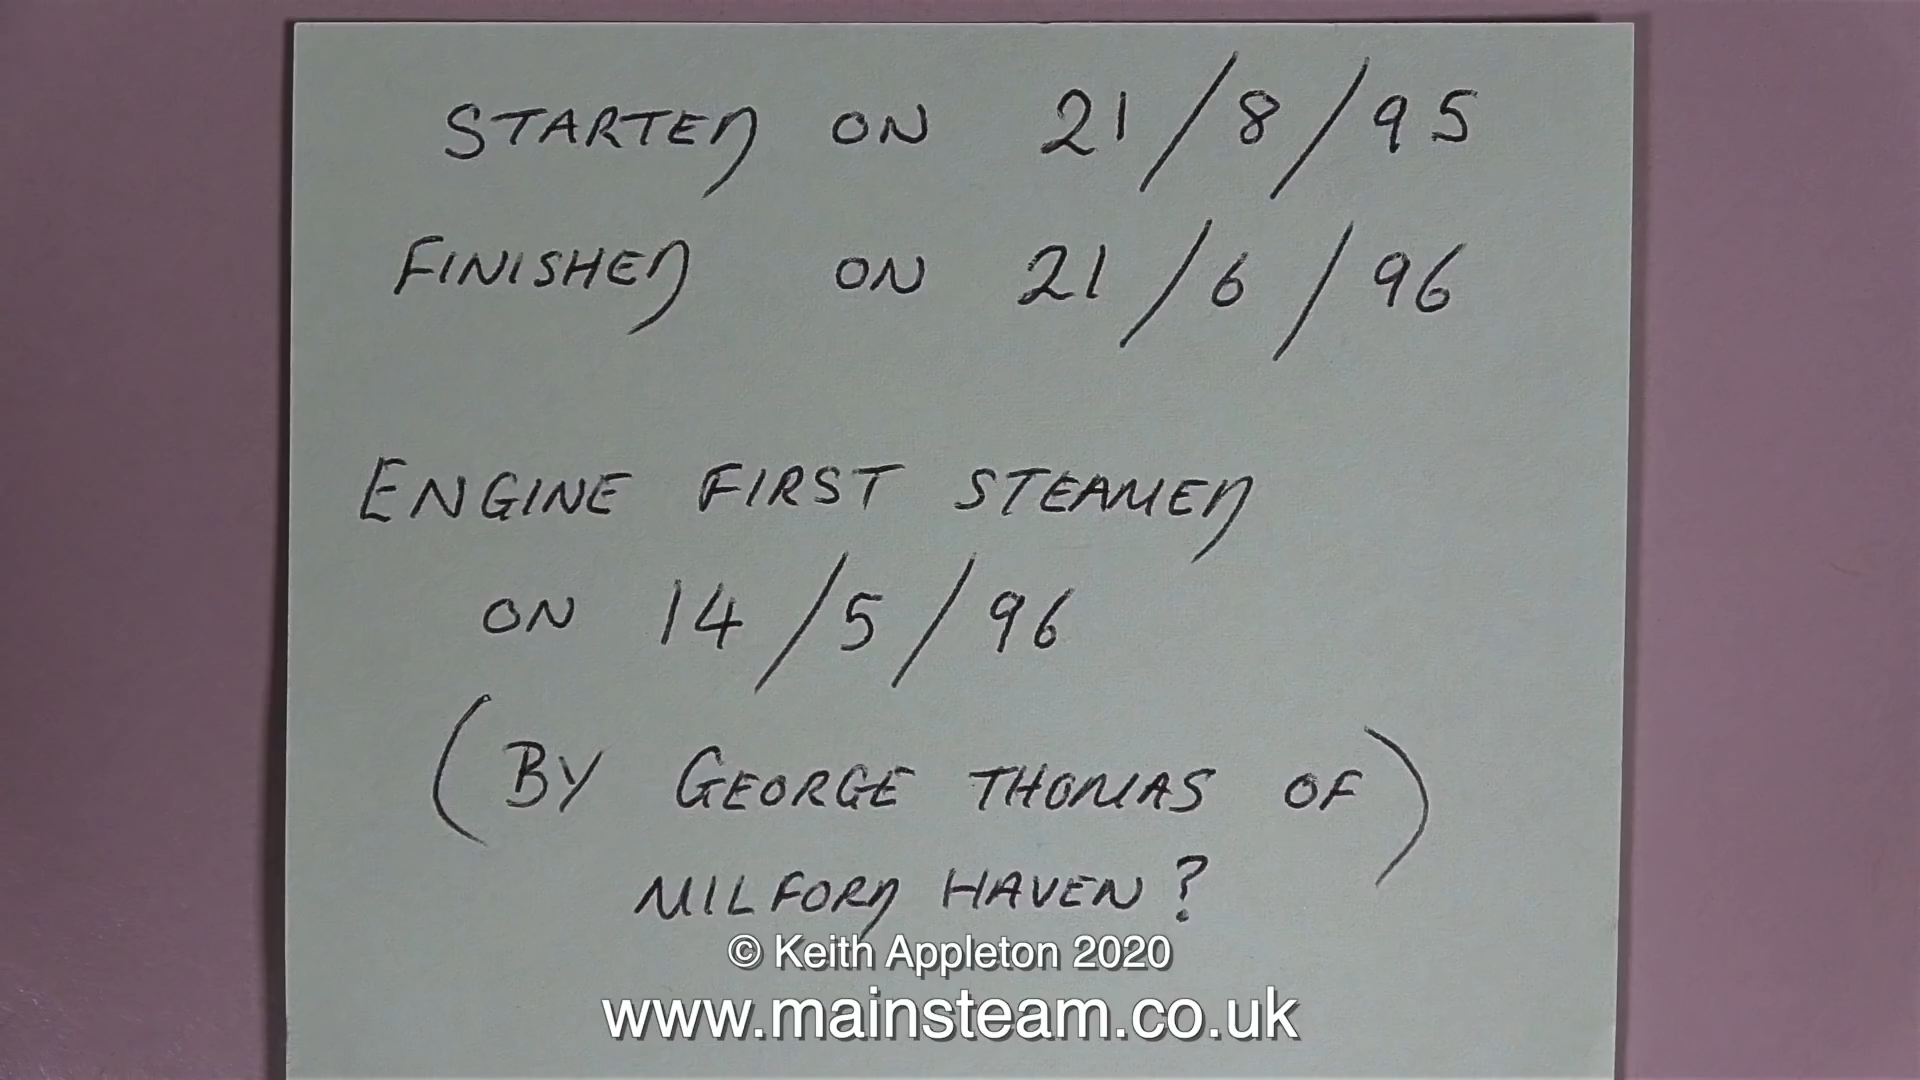 STARTED ON 21/8/95
FINISHED ON 21/6/96
ENGINE FIRST STEAMED
ON 14/5/96
(BY GEORGE THOMAS OF)
MILFORD HAVEN?
© Keith Appleton 2020
www.mainsteam.co.uk